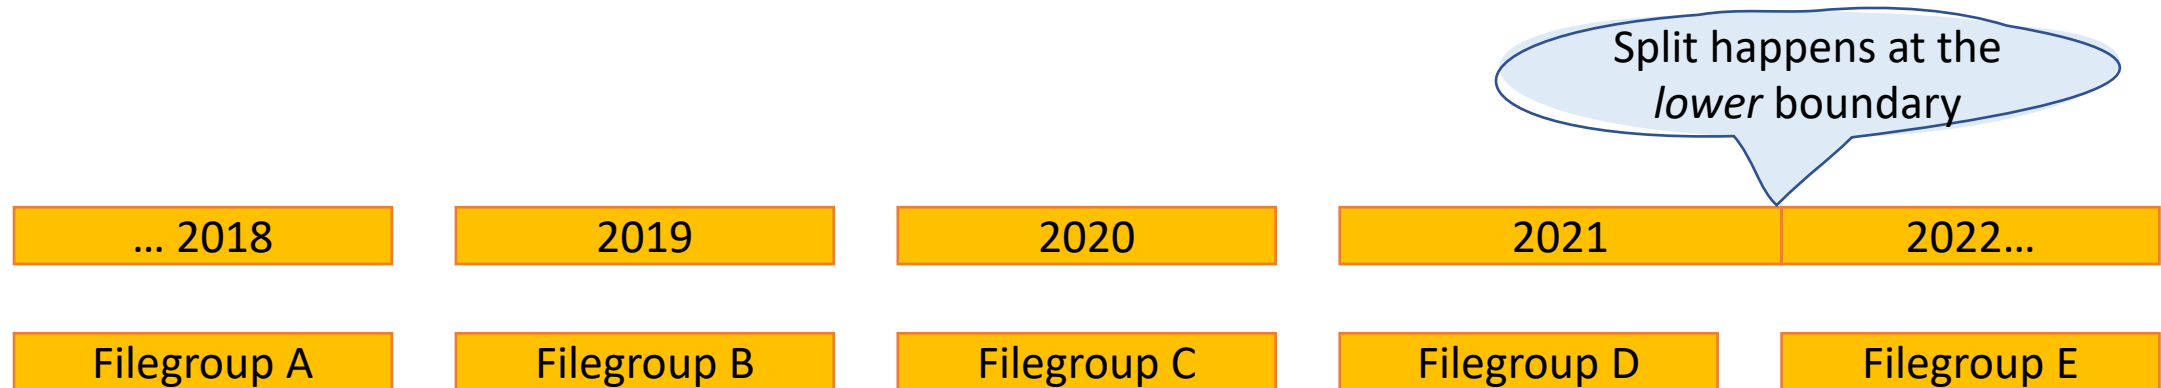 Split happens at the
lower boundary
… 2018
2019
2020
2021
2022…
Filegroup A
Filegroup B
Filegroup C
Filegroup D
Filegroup E